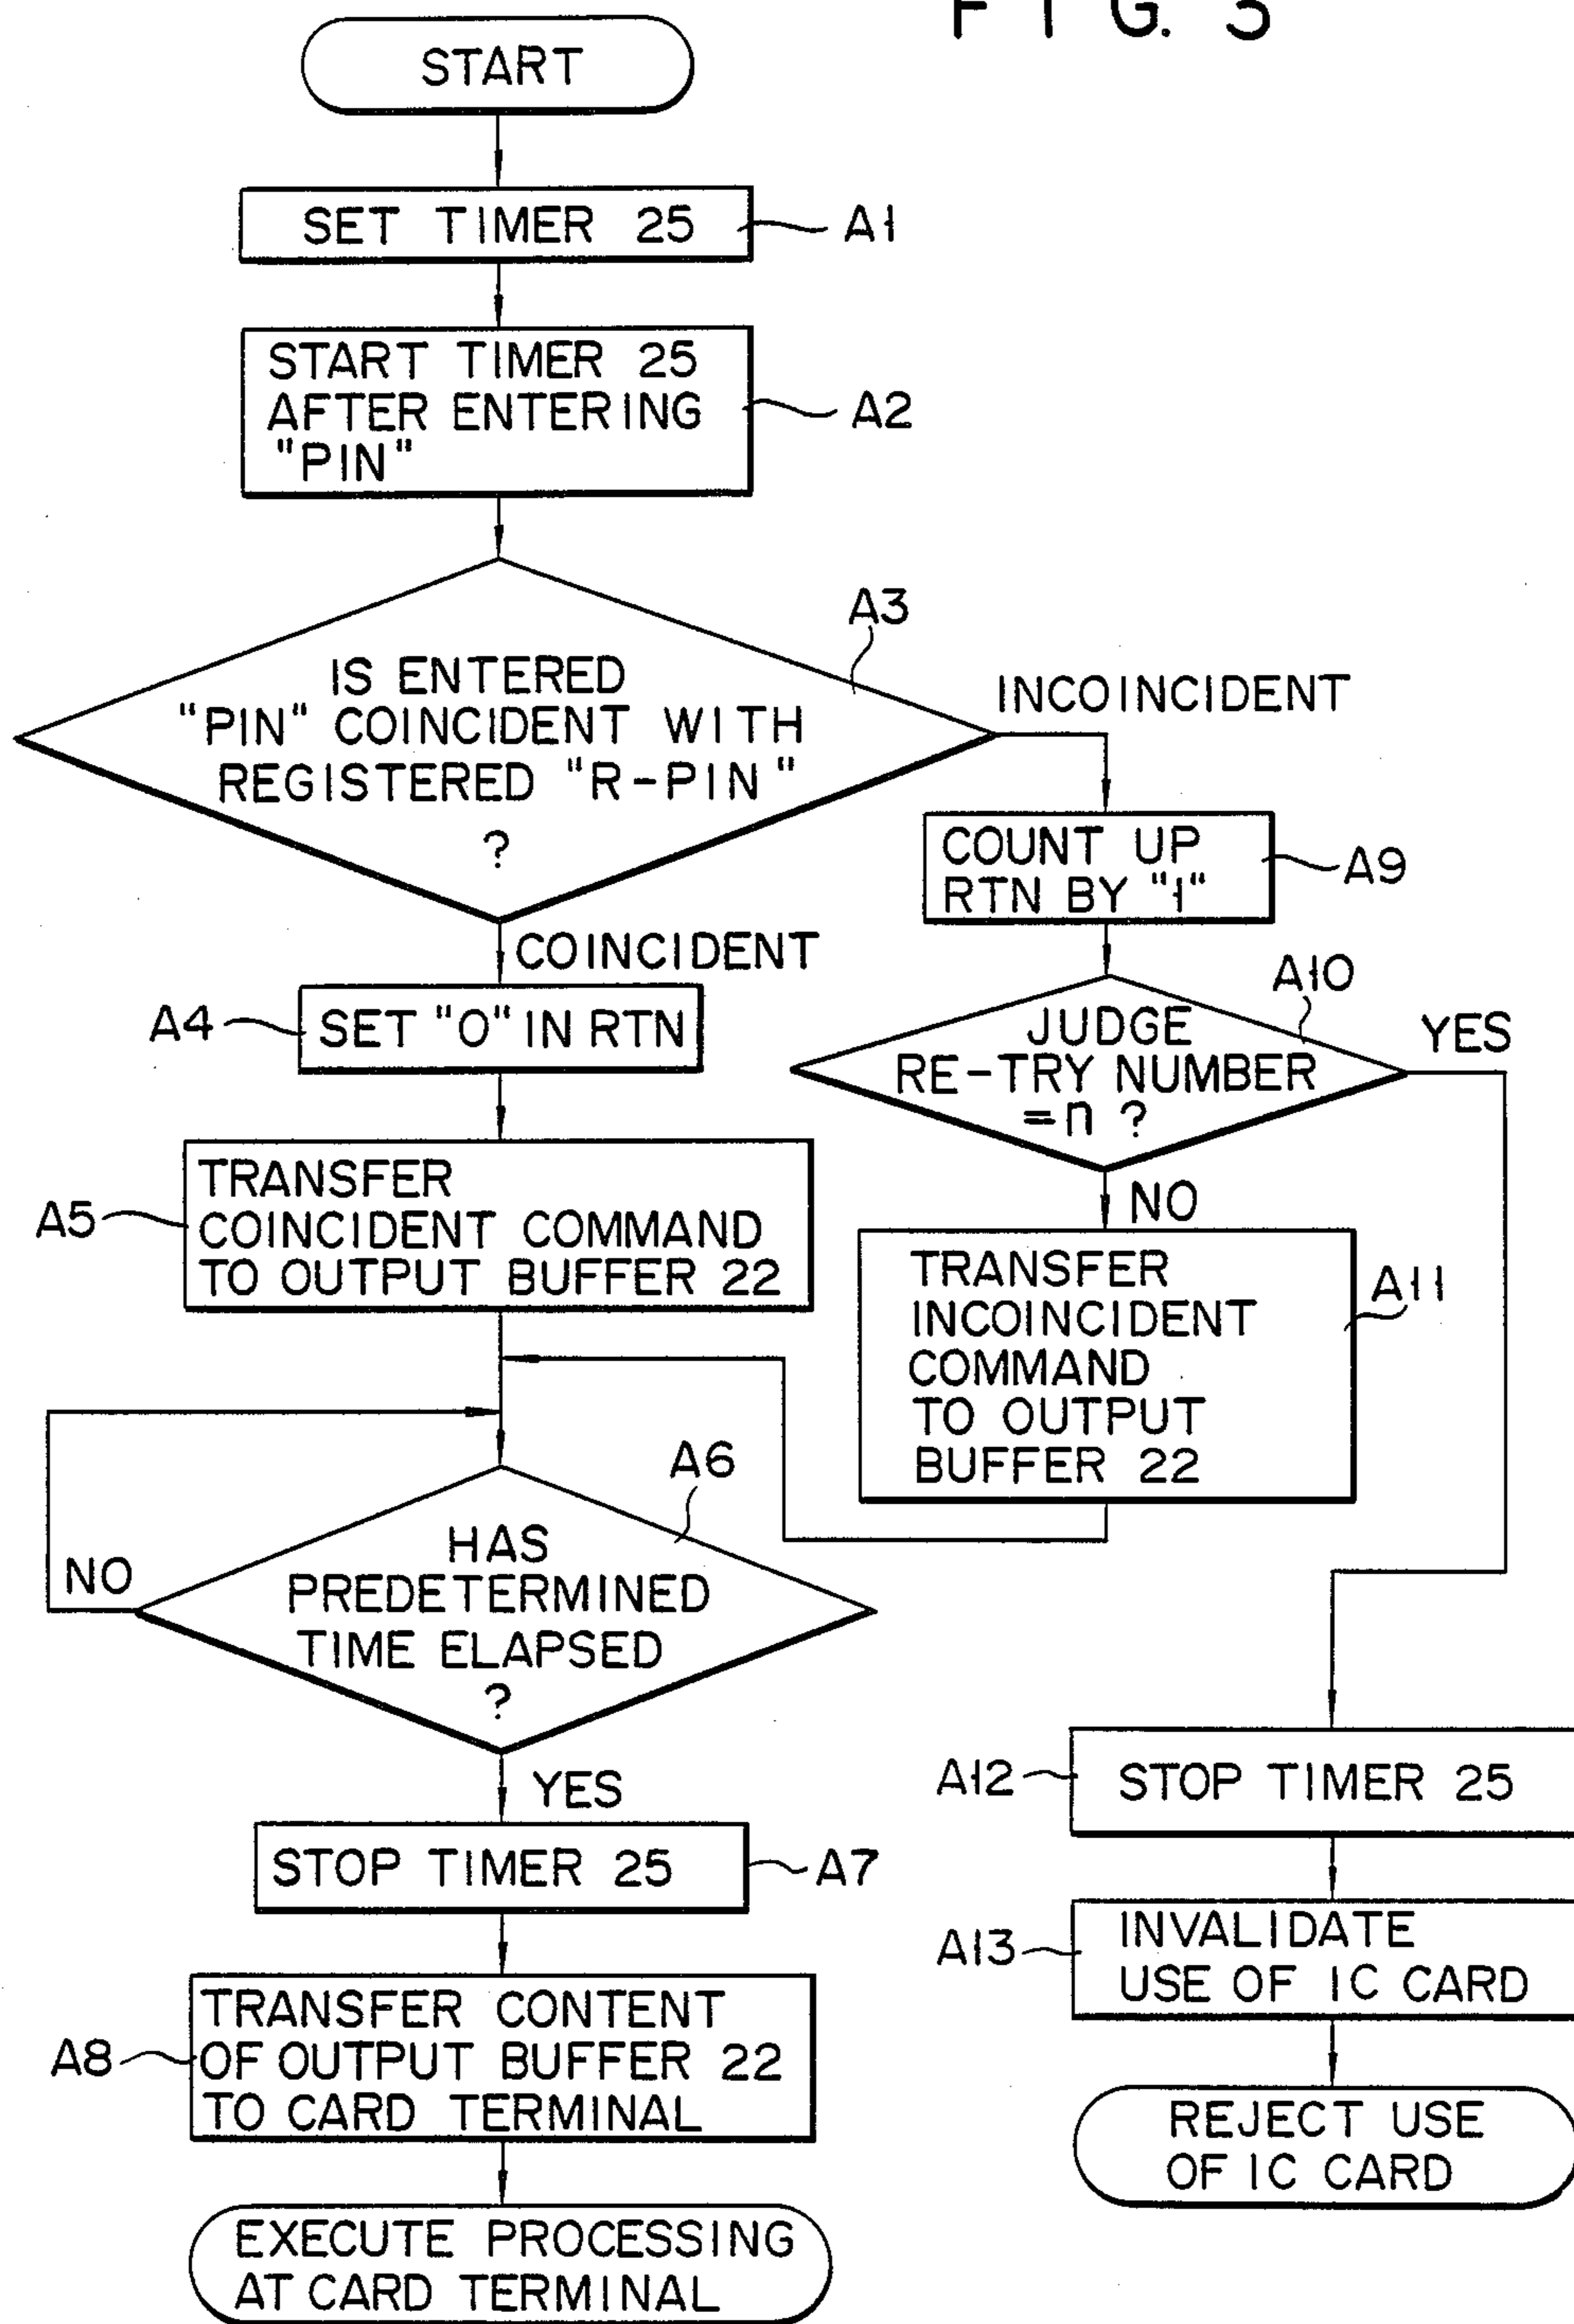 FIG. 3
START
SET TIMER 25
A1
START TIMER 25
AFTER ENTERING
"PIN"
A2
A3
IS ENTERED
"PIN" COINCIDENT WITH
REGISTERED "R-PIN"
?
INCOINCIDENT
COUNT UP
RTN BY "1"
A9
COINCIDENT
A4
SET "0" IN RTN
A10
JUDGE
RE-TRY NUMBER
=n ?
YES
NO
A5
TRANSFER
COINCIDENT COMMAND
TO OUTPUT BUFFER 22
TRANSFER
INCOINCIDENT
COMMAND
TO OUTPUT
BUFFER 22
A11
A6
HAS
PREDETERMINED
TIME ELAPSED
?
NO
YES
STOP TIMER 25
A7
A12
STOP TIMER 25
A13
INVALIDATE
USE OF IC CARD
A8
TRANSFER CONTENT
OF OUTPUT BUFFER 22
TO CARD TERMINAL
REJECT USE
OF IC CARD
EXECUTE PROCESSING
AT CARD TERMINAL